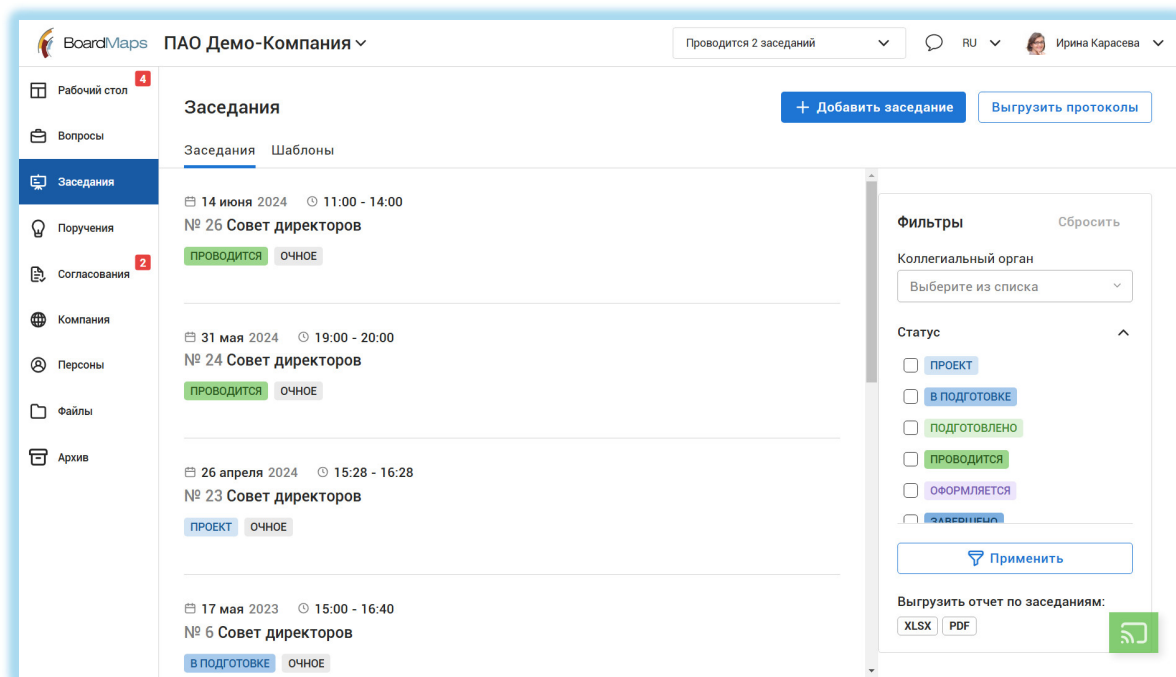 BoardMaps ПАО Демо-Компания Проводится 2 заседаний RU Ирина Карасева
Рабочий стол 4
Вопросы
Заседания
Поручения
Согласования 2
Компания
Персоны
Файлы
Архив
Заседания
+ Добавить заседание Выгрузить протоколы
Заседания Шаблоны
14 июня 2024 11:00 - 14:00
№ 26 Совет директоров
ПРОВОДИТСЯ ОЧНОЕ
31 мая 2024 19:00 - 20:00
№ 24 Совет директоров
ПРОВОДИТСЯ ОЧНОЕ
26 апреля 2024 15:28 - 16:28
№ 23 Совет директоров
ПРОЕКТ ОЧНОЕ
17 мая 2023 15:00 - 16:40
№ 6 Совет директоров
В ПОДГОТОВКЕ ОЧНОЕ
Фильтры Сбросить
Коллегиальный орган
Выберите из списка
Статус
ПРОЕКТ
В ПОДГОТОВКЕ
ПОДГОТОВЛЕНО
ПРОВОДИТСЯ
ОФОРМЛЯЕТСЯ
ЗАВЕРШЕНО
Применить
Выгрузить отчет по заседаниям:
XLSX PDF